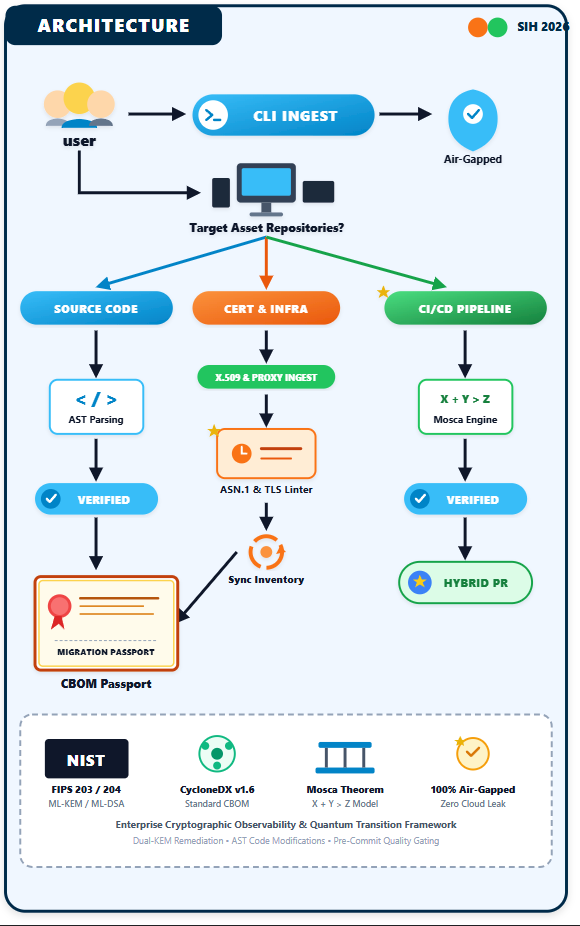 ARCHITECTURE
SIH 2026
CLI INGEST
user
Air-Gapped
Target Asset Repositories?
SOURCE CODE
CERT & INFRA
CI/CD PIPELINE
X.509 & PROXY INGEST
</>
AST Parsing
X + Y > Z
Mosca Engine
ASN.1 & TLS Linter
VERIFIED
VERIFIED
Sync Inventory
HYBRID PR
MIGRATION PASSPORT
CBOM Passport
NIST
FIPS 203 / 204
ML-KEM / ML-DSA
CycloneDX v1.6
Standard CBOM
Mosca Theorem
X + Y > Z Model
100% Air-Gapped
Zero Cloud Leak
Enterprise Cryptographic Observability & Quantum Transition Framework
Dual-KEM Remediation • AST Code Modifications • Pre-Commit Quality Gating